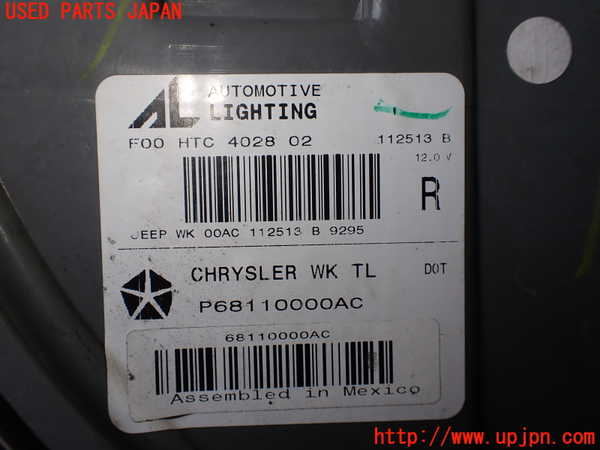 USED PARTS JAPAN
AL AUTOMOTIVE
LIGHTING
F00 HTC 4028 02 112513 B
12.0 V
R
JEEP WK 00AC 112513 B 9295
CHRYSLER WK TL DOT
P68110000AC
68110000AC
Assembled in Mexico
http://www.upjpn.com